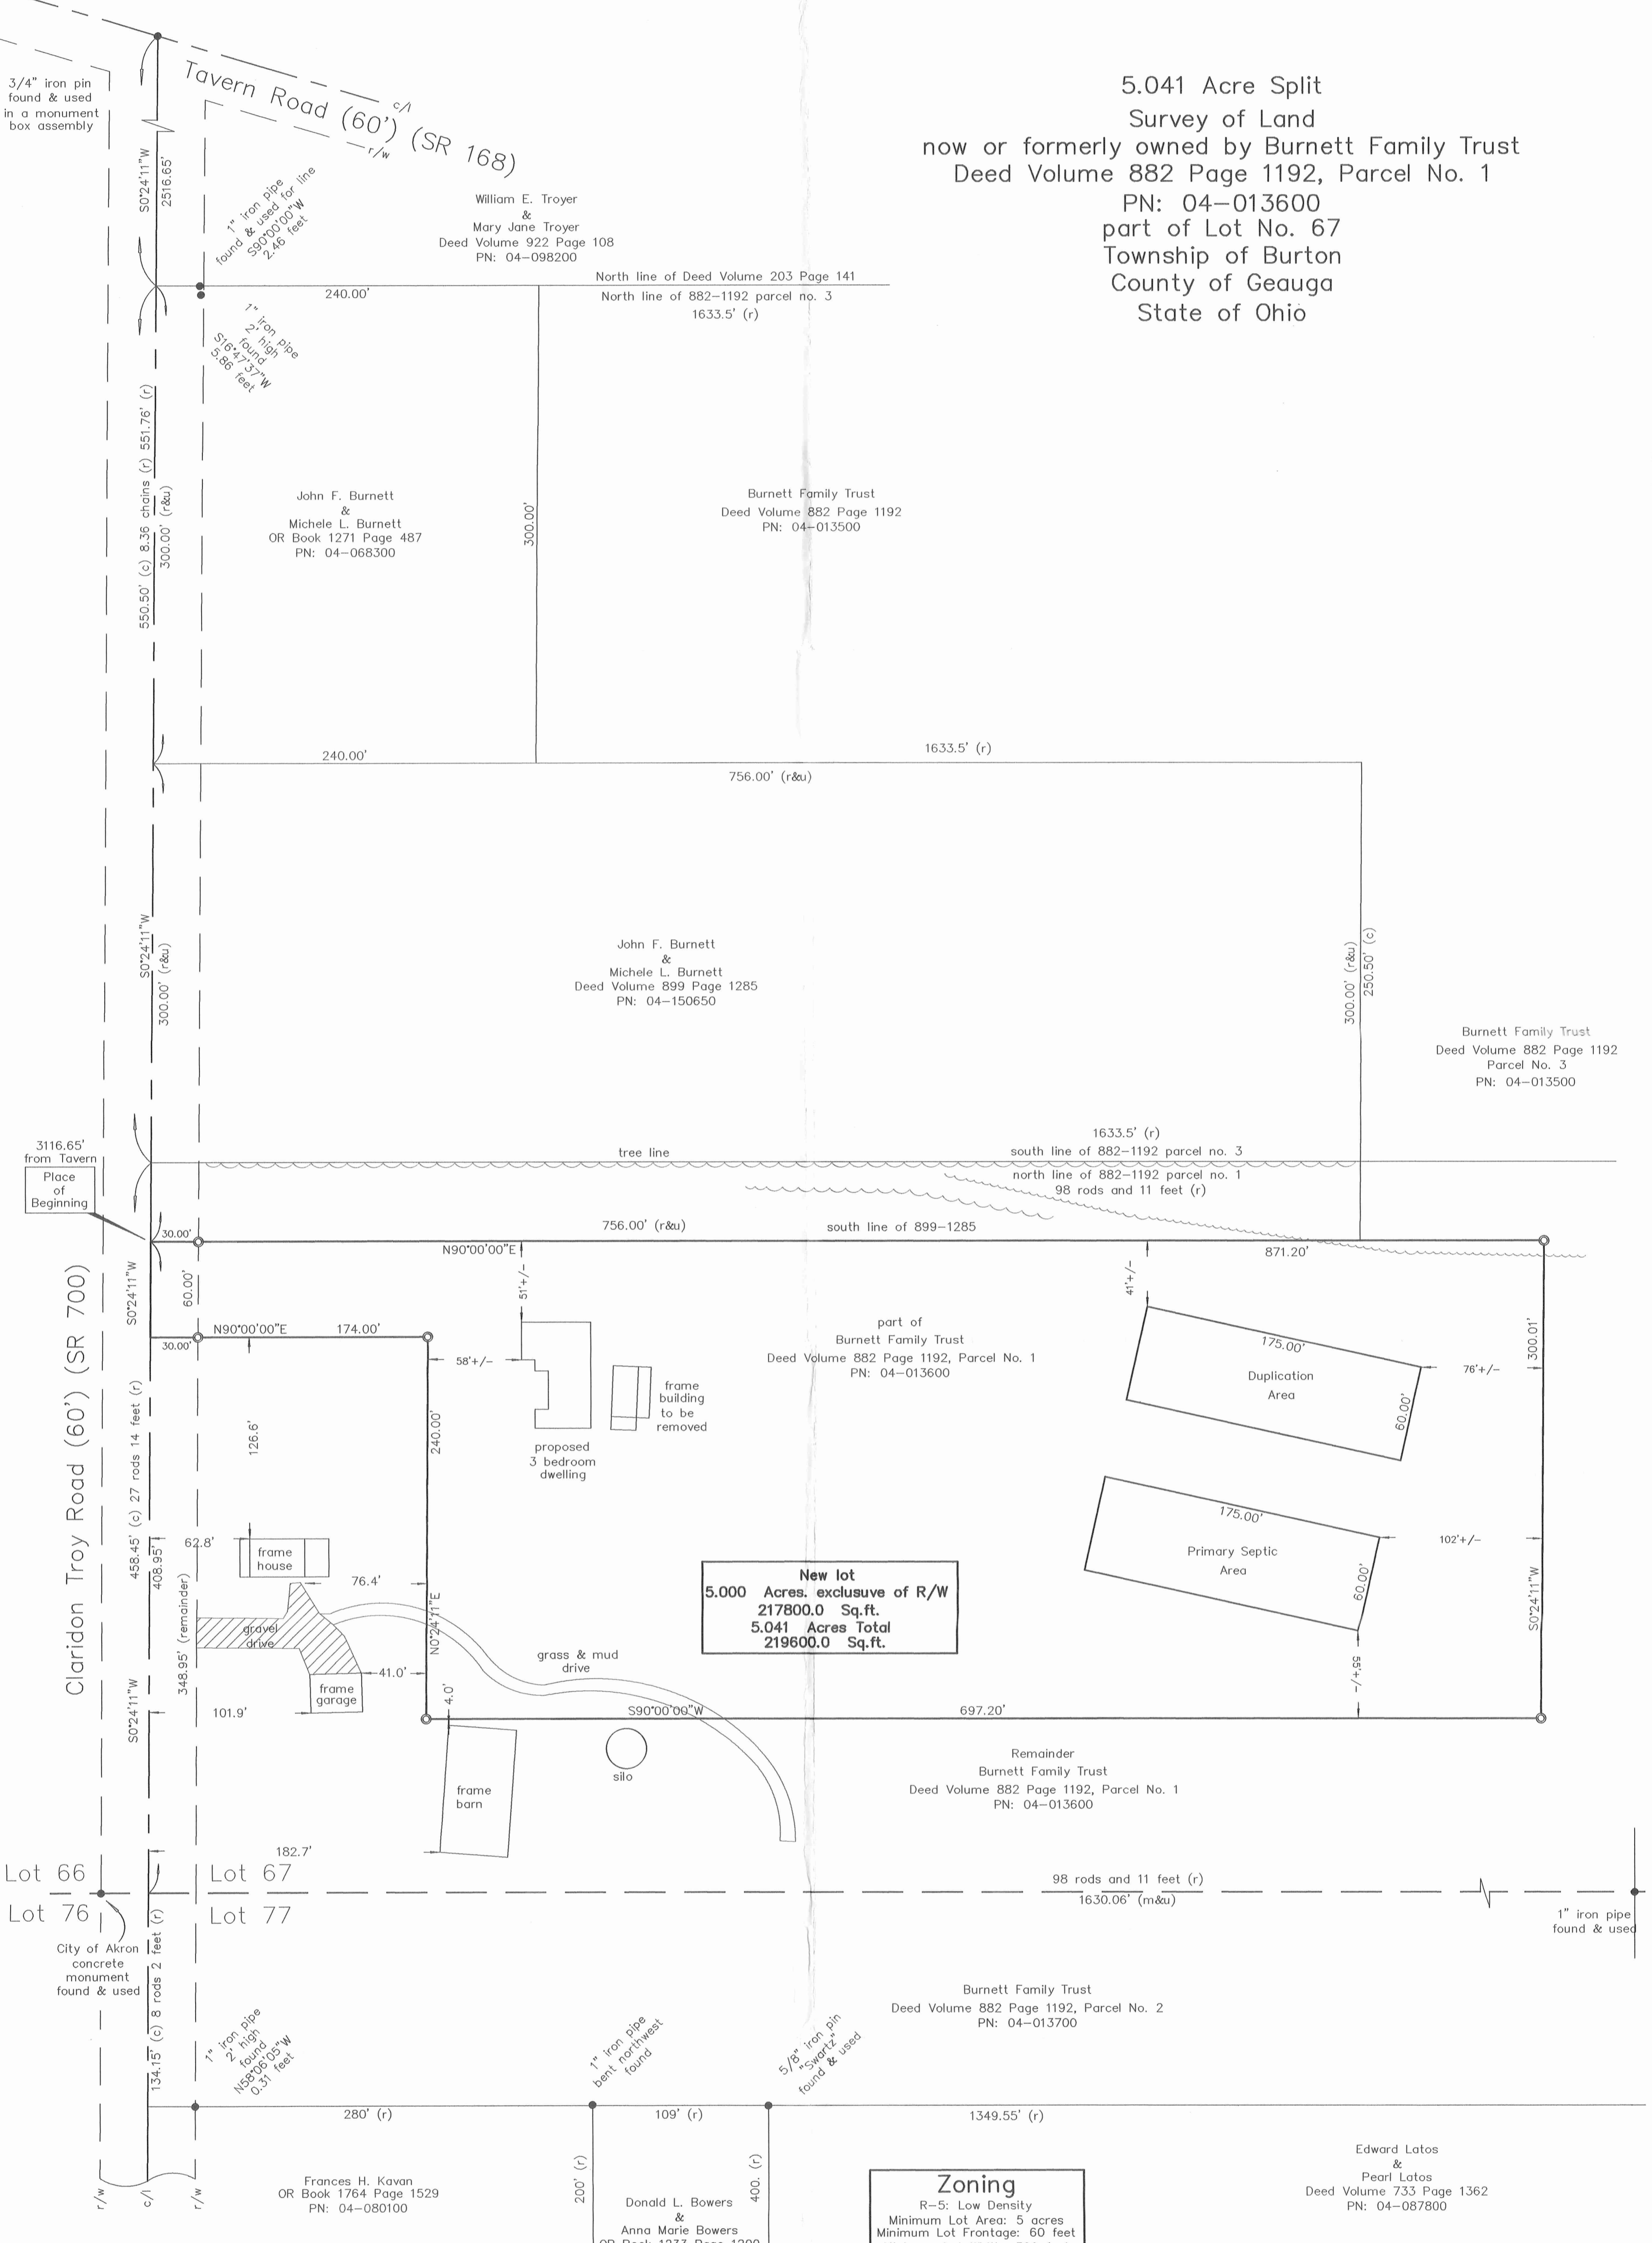 5.041 Acre Split
Survey of Land
now or formerly owned by Burnett Family Trust
Deed Volume 882 Page 1192, Parcel No. 1
PN: 04-013600
part of Lot No. 67
Township of Burton
County of Geauga
State of Ohio
3/4" iron pin
found & used
in a monument
box assembly
Tavern Road (60') (SR 168)
c/l
r/w
S0°24'11"W
2516.65'
1" iron pipe
found & used for line
S90°00'00"W
2.46 feet
William E. Troyer
&
Mary Jane Troyer
Deed Volume 922 Page 108
PN: 04-098200
North line of Deed Volume 203 Page 141
240.00'
North line of 882-1192 parcel no. 3
1633.5' (r)
1" iron pipe
2' high
found
S16°47'37"W
5.86 feet
550.50' (c) 8.36 chains (r) 551.76' (r)
300.00' (r&u)
John F. Burnett
&
Michele L. Burnett
OR Book 1271 Page 487
PN: 04-068300
300.00'
Burnett Family Trust
Deed Volume 882 Page 1192
PN: 04-013500
240.00'
1633.5' (r)
756.00' (r&u)
S0°24'11"W
300.00' (r&u)
John F. Burnett
&
Michele L. Burnett
Deed Volume 899 Page 1285
PN: 04-150650
300.00' (r&u)
250.50' (c)
Burnett Family Trust
Deed Volume 882 Page 1192
Parcel No. 3
PN: 04-013500
3116.65'
from Tavern
Place
of
Beginning
tree line
1633.5' (r)
south line of 882-1192 parcel no. 3
north line of 882-1192 parcel no. 1
98 rods and 11 feet (r)
30.00'
756.00' (r&u)
south line of 899-1285
N90°00'00"E
871.20'
S0°24'11"W
60.00'
51'+/-
41'+/-
30.00'
N90°00'00"E
174.00'
58'+/-
part of
Burnett Family Trust
Deed Volume 882 Page 1192, Parcel No. 1
PN: 04-013600
175.00'
Duplication
Area
60.00'
76'+/-
300.01'
frame
building
to be
removed
proposed
3 bedroom
dwelling
Claridon Troy Road (60') (SR 700)
458.45' (c) 27 rods 14 feet (r)
408.95'
126.6'
240.00'
62.8'
frame
house
76.4'
348.95' (remainder)
N0°24'11"E
gravel
drive
41.0'
frame
garage
101.9'
S0°24'11"W
4.0'
grass & mud
drive
New lot
5.000 Acres. exclusuve of R/W
217800.0 Sq.ft.
5.041 Acres Total
219600.0 Sq.ft.
175.00'
Primary Septic
Area
60.00'
102'+/-
S0°24'11"W
55'+/-
S90°00'00"W
697.20'
frame
barn
silo
182.7'
Remainder
Burnett Family Trust
Deed Volume 882 Page 1192, Parcel No. 1
PN: 04-013600
Lot 66
Lot 67
98 rods and 11 feet (r)
1630.06' (m&u)
Lot 76
Lot 77
1" iron pipe
found & used
City of Akron
concrete
monument
found & used
134.15' (c) 8 rods 2 feet (r)
1" iron pipe
2' high
found
N58°06'05"W
0.31 feet
1" iron pipe
bent northwest
found
5/8" iron pin
"Swartz"
found & used
Burnett Family Trust
Deed Volume 882 Page 1192, Parcel No. 2
PN: 04-013700
280' (r)
109' (r)
1349.55' (r)
r/w
c/l
r/w
Frances H. Kavan
OR Book 1764 Page 1529
PN: 04-080100
200' (r)
Donald L. Bowers
&
Anna Marie Bowers
400. (r)
Zoning
R-5: Low Density
Minimum Lot Area: 5 acres
Minimum Lot Frontage: 60 feet
Edward Latos
&
Pearl Latos
Deed Volume 733 Page 1362
PN: 04-087800